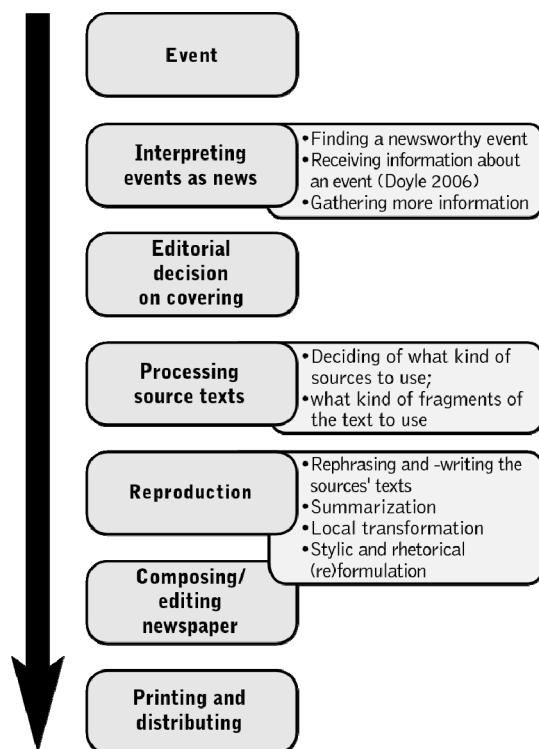 Event
Interpreting
events as news
•Finding a newsworthy event
•Receiving information about
an event (Doyle 2006)
•Gathering more information
Editorial
decision
on covering
Processing
source texts
•Deciding of what kind of
sources to use;
•what kind of fragments of
the text to use
Reproduction
•Rephrasing and -writing the
sources' texts
•Summarization
•Local transformation
•Stylic and rhetorical
(re)formulation
Composing/
editing
newspaper
Printing and
distributing